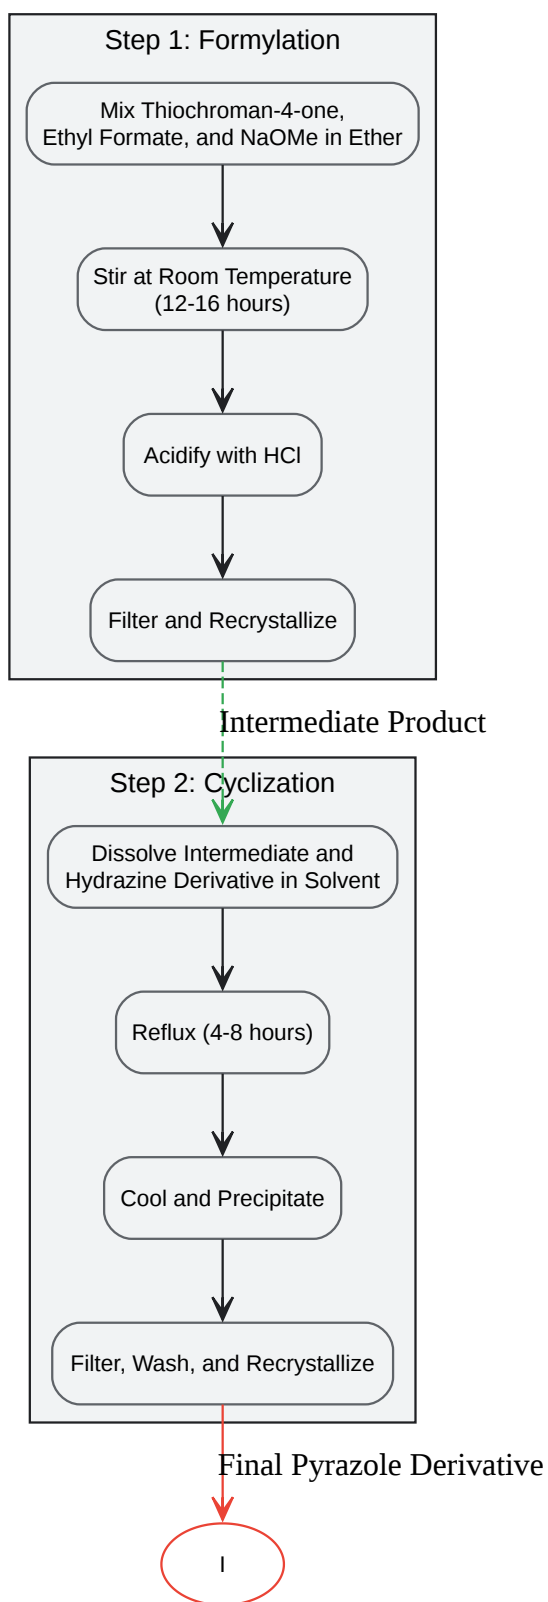 Step 1: Formylation
Mix Thiochroman-4-one,
Ethyl Formate, and NaOMe in Ether
Stir at Room Temperature
(12-16 hours)
Acidify with HCl
Filter and Recrystallize
Intermediate Product
Step 2: Cyclization
Dissolve Intermediate and
Hydrazine Derivative in Solvent
Reflux (4-8 hours)
Cool and Precipitate
Filter, Wash, and Recrystallize
Final Pyrazole Derivative
I